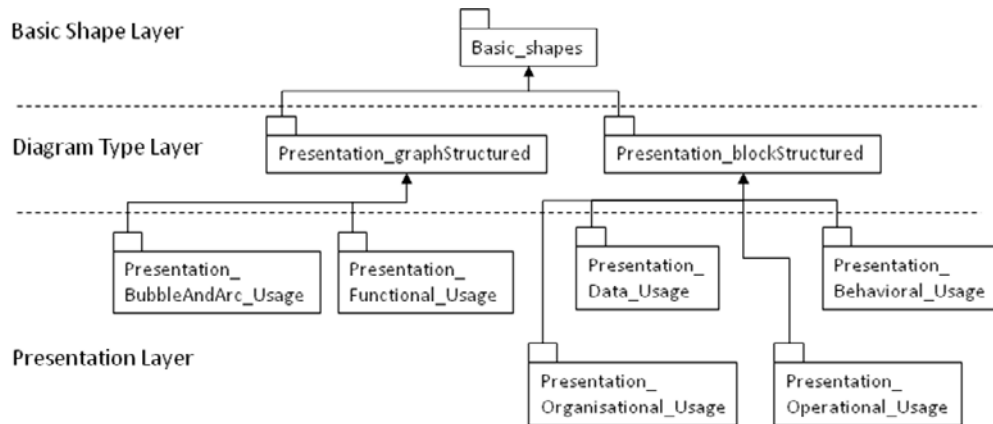 Basic Shape Layer
Basic_shapes
Diagram Type Layer
Presentation_graphStructured
Presentation_blockStructured
Presentation_
BubbleAndArc_Usage
Presentation_
Functional_Usage
Presentation_
Data_Usage
Presentation_
Behavioral_Usage
Presentation Layer
Presentation_
Organisational_Usage
Presentation_
Operational_Usage